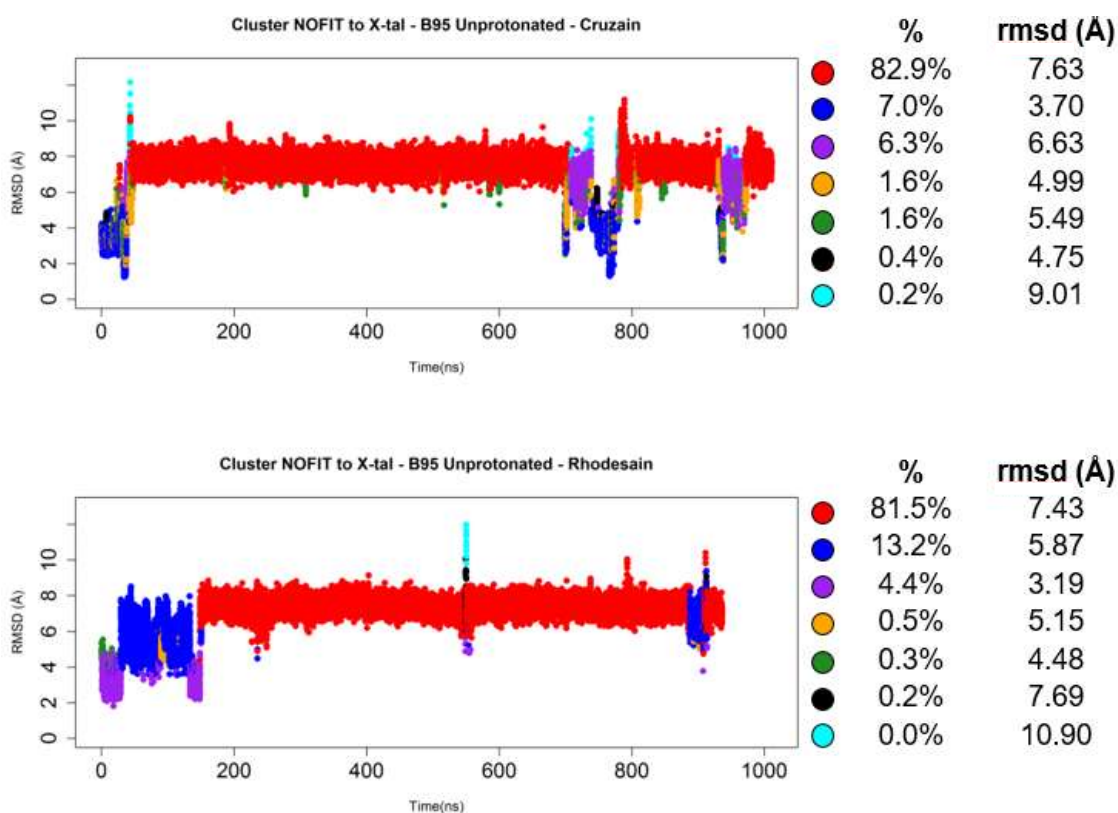 Cluster NOFIT to X-tal - B95 Unprotonated - Cruzain
% rmsd (Å)
82.9% 7.63
7.0% 3.70
6.3% 6.63
1.6% 4.99
1.6% 5.49
0.4% 4.75
0.2% 9.01
RMSD (Å)
10
8
6
4
2
0
0 200 400 600 800 1000
Time(ns)
Cluster NOFIT to X-tal - B95 Unprotonated - Rhodesain
% rmsd (Å)
81.5% 7.43
13.2% 5.87
4.4% 3.19
0.5% 5.15
0.3% 4.48
0.2% 7.69
0.0% 10.90
RMSD (Å)
10
8
6
4
2
0
0 200 400 600 800 1000
Time(ns)